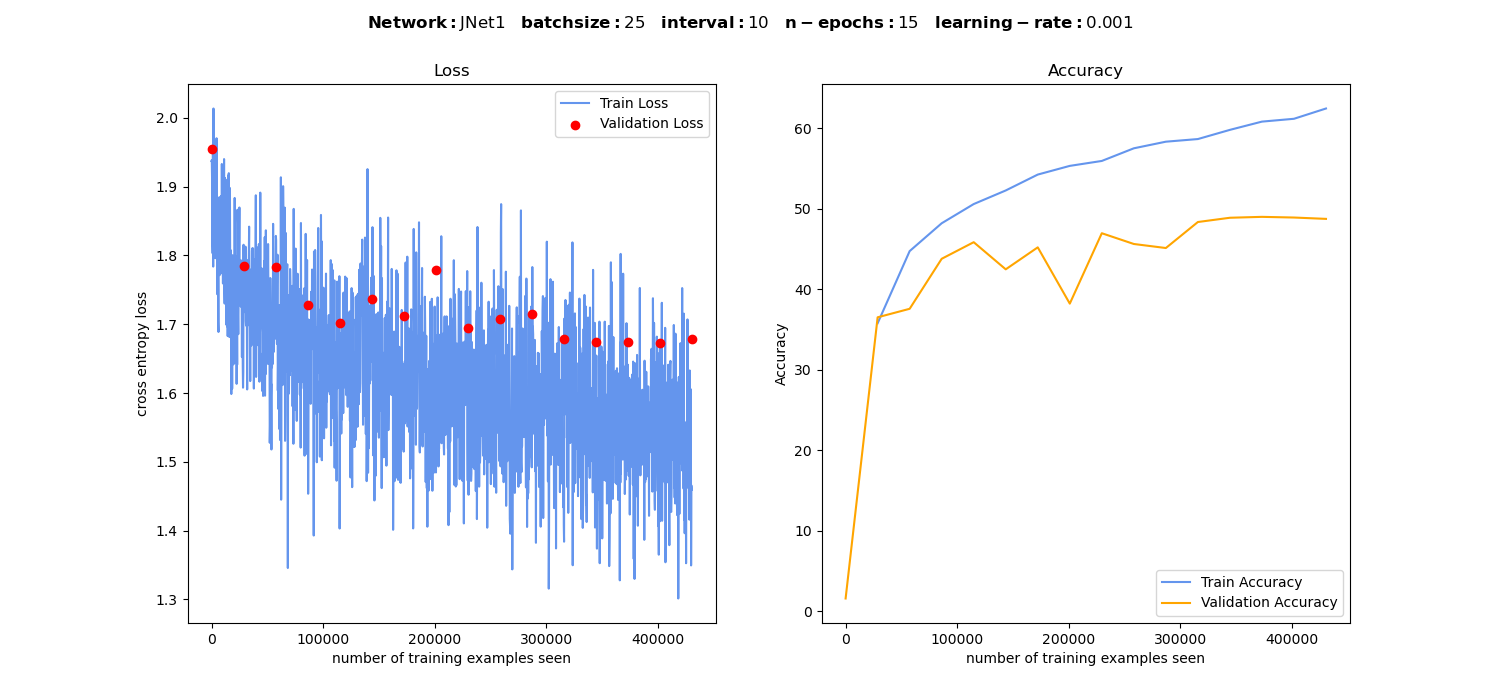 Network: JNet1 batchsize: 25 interval: 10 n − epochs: 15 learning − rate: 0.001
Loss
Train Loss
Validation Loss
2.0
1.9
1.8
1.7
1.6
1.5
1.4
1.3
cross entropy loss
0 100000 200000 300000 400000
number of training examples seen
Accuracy
60
50
40
30
20
10
0
Accuracy
Train Accuracy
Validation Accuracy
0 100000 200000 300000 400000
number of training examples seen